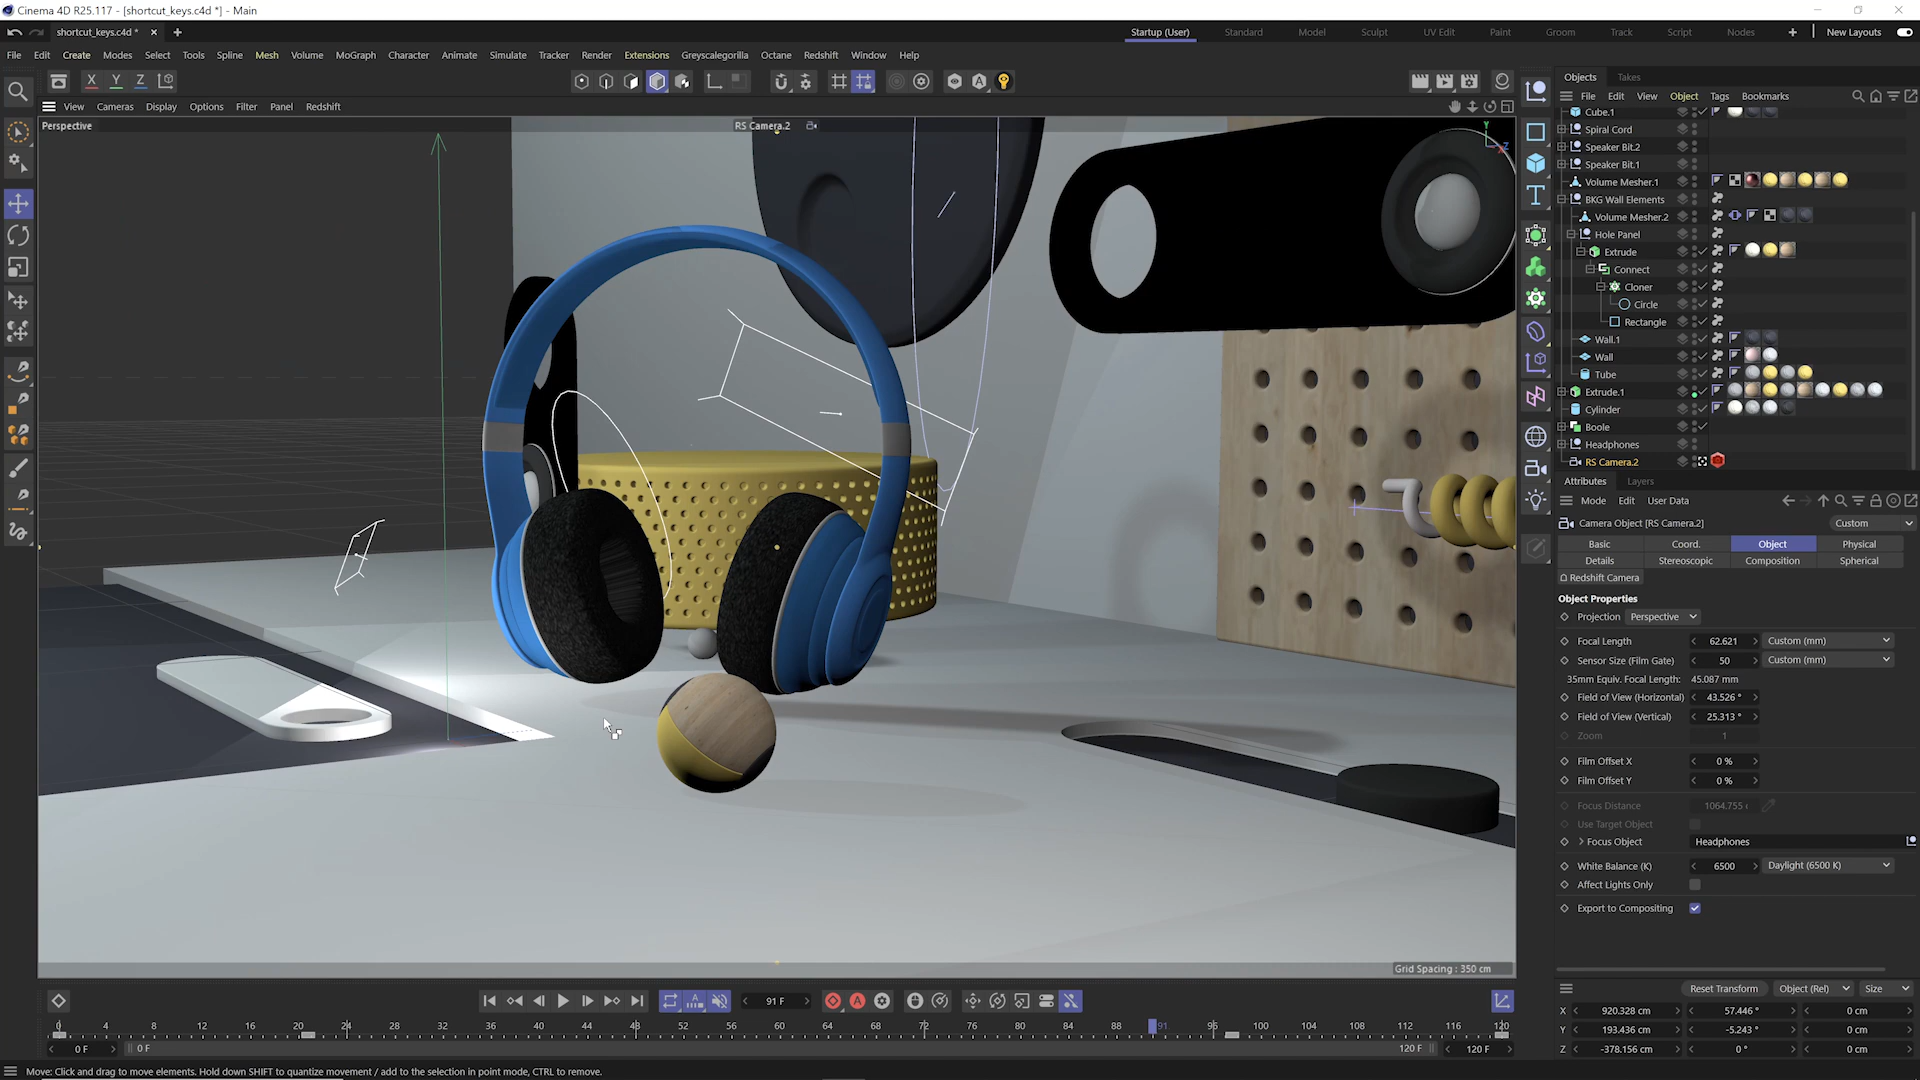 Cinema 4D R25.117 - [shortcut_keys.c4d *] - Main
shortcut_keys.c4d *
Startup (User) Standard Model Sculpt UV Edit Paint Groom Track Script Nodes New Layouts
File Edit Create Modes Select Tools Spline Mesh Volume MoGraph Character Animate Simulate Tracker Render Extensions Greyscalegorilla Octane Redshift Window Help
X Y Z
View Cameras Display Options Filter Panel Redshift
Perspective
RS Camera.2
Y
Z
Grid Spacing : 350 cm
Objects Takes
File Edit View Object Tags Bookmarks
Cube.1
Spiral Cord
Speaker Bit.2
Speaker Bit.1
Volume Mesher.1
BKG Wall Elements
Volume Mesher.2
Hole Panel
Extrude
Connect
Cloner
Circle
Rectangle
Wall.1
Wall
Tube
Extrude.1
Cylinder
Boole
Headphones
RS Camera.2
Attributes Layers
Mode Edit User Data
Camera Object [RS Camera.2] Custom
Basic Coord. Object Physical
Details Stereoscopic Composition Spherical
Redshift Camera
Object Properties
Projection Perspective
Focal Length 62.621 Custom (mm)
Sensor Size (Film Gate) 50 Custom (mm)
35mm Equiv. Focal Length: 45.087 mm
Field of View (Horizontal) 43.526 °
Field of View (Vertical) 25.313 °
Zoom 1
Film Offset X 0 %
Film Offset Y 0 %
Focus Distance 1064.755
Use Target Object
Focus Object Headphones
White Balance (K) 6500 Daylight (6500 K)
Affect Lights Only
Export to Compositing
91 F
0 4 8 12 16 20 24 28 32 36 40 44 48 52 56 60 64 68 72 76 80 84 88 91 96 100 104 108 112 116 120
0 F 0 F 120 F 120 F
Reset Transform Object (Rel) Size
X 920.328 cm 57.446 ° 0 cm
Y 193.436 cm -5.243 ° 0 cm
Z -378.156 cm 0 ° 0 cm
Move: Click and drag to move elements. Hold down SHIFT to quantize movement / add to the selection in point mode, CTRL to remove.